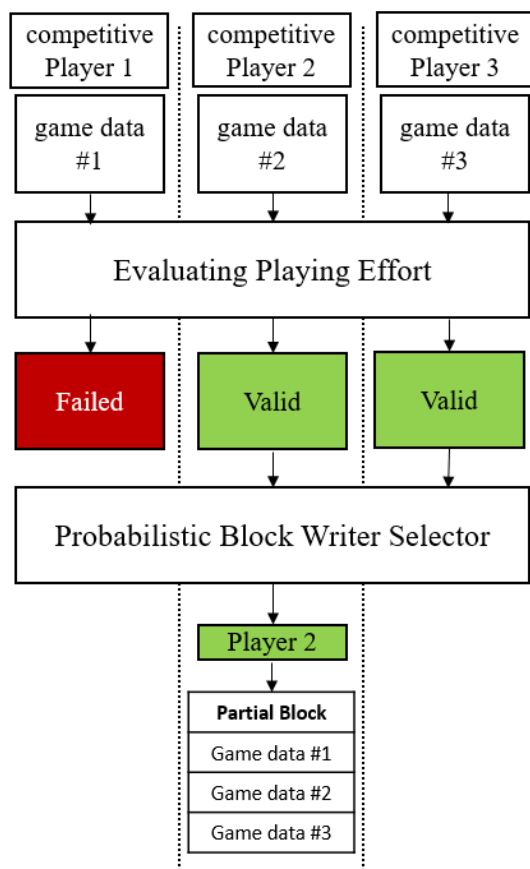 competitive
Player 1
competitive
Player 2
competitive
Player 3
game data
#1
game data
#2
game data
#3
Evaluating Playing Effort
Failed
Valid
Valid
Probabilistic Block Writer Selector
Player 2
Partial Block
Game data #1
Game data #2
Game data #3